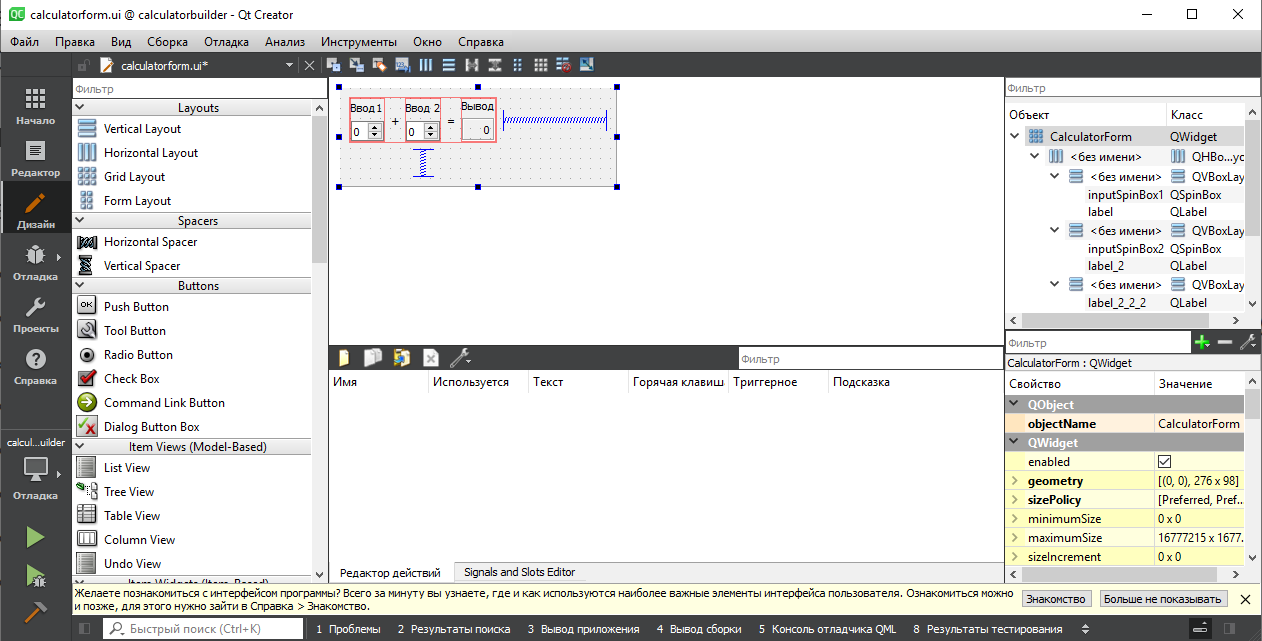 QC calculatorform.ui @ calculatorbuilder - Qt Creator
Файл Правка Вид Сборка Отладка Анализ Инструменты Окно Справка
calculatorform.ui*
Фильтр
Начало
Редактор
Дизайн
Отладка
Проекты
Справка
calcul...uilder
Отладка
Layouts
Vertical Layout
Horizontal Layout
Grid Layout
Form Layout
Spacers
Horizontal Spacer
Vertical Spacer
Buttons
OK Push Button
Tool Button
Radio Button
Check Box
Command Link Button
Dialog Button Box
Item Views (Model-Based)
List View
Tree View
Table View
Column View
Undo View
Item Widgets (Item-Based)
Ввод 1 Ввод 2 Вывод
0 + 0 = 0
Фильтр
Имя Используется Текст Горячая клавиш Триггерное Подсказка
Редактор действий Signals and Slots Editor
Фильтр
Объект Класс
CalculatorForm QWidget
<без имени> QHBo...yc
<без имени> QVBoxLay
inputSpinBox1 QSpinBox
label QLabel
<без имени> QVBoxLay
inputSpinBox2 QSpinBox
label_2 QLabel
<без имени> QVBoxLay
label_2_2_2 QLabel
Фильтр
CalculatorForm : QWidget
Свойство Значение
QObject
objectName CalculatorForm
QWidget
enabled
geometry [(0, 0), 276 x 98]
sizePolicy [Preferred, Pref...
minimumSize 0 x 0
maximumSize 16777215 x 1677...
sizeIncrement 0 x 0
Желаете познакомиться с интерфейсом программы? Всего за минуту вы узнаете, где и как используются наиболее важные элементы интерфейса пользователя. Ознакомиться можно
и позже, для этого нужно зайти в Справка > Знакомство.
Знакомство Больше не показывать
Быстрый поиск (Ctrl+K) 1 Проблемы 2 Результаты поиска 3 Вывод приложения 4 Вывод сборки 5 Консоль отладчика QML 8 Результаты тестирования